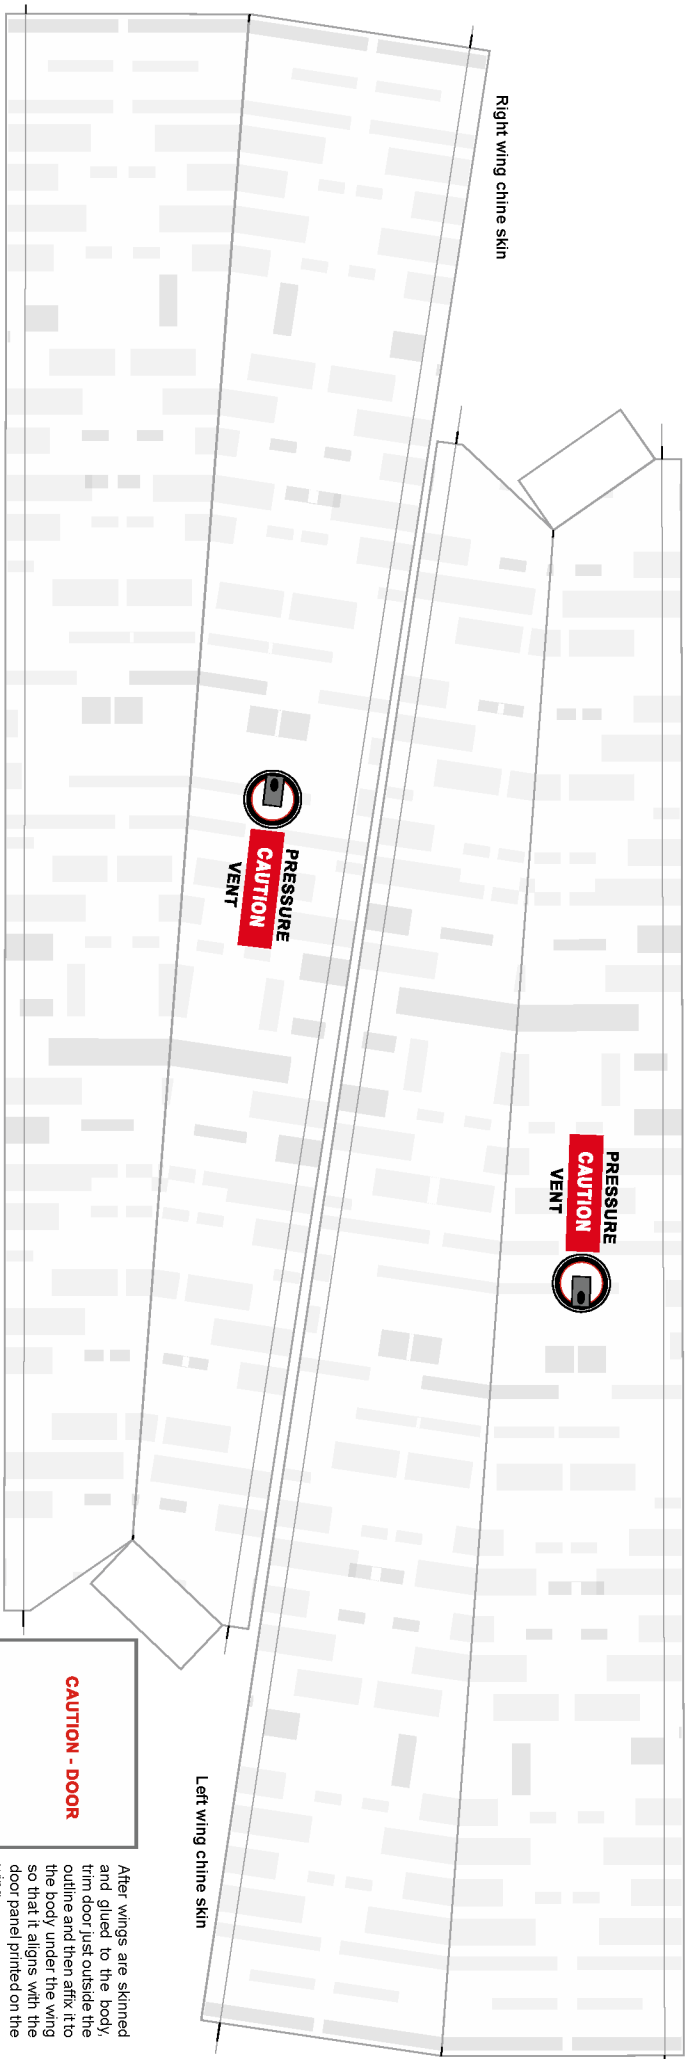 Right wing chine skin
PRESSURE
CAUTION
VENT
PRESSURE
CAUTION
VENT
Left wing chine skin
CAUTION - DOOR
After wings are skinned
and glued to the body,
trim door just outside the
outline and then affix it to
the body under the wing
so that it aligns with the
door panel printed on the